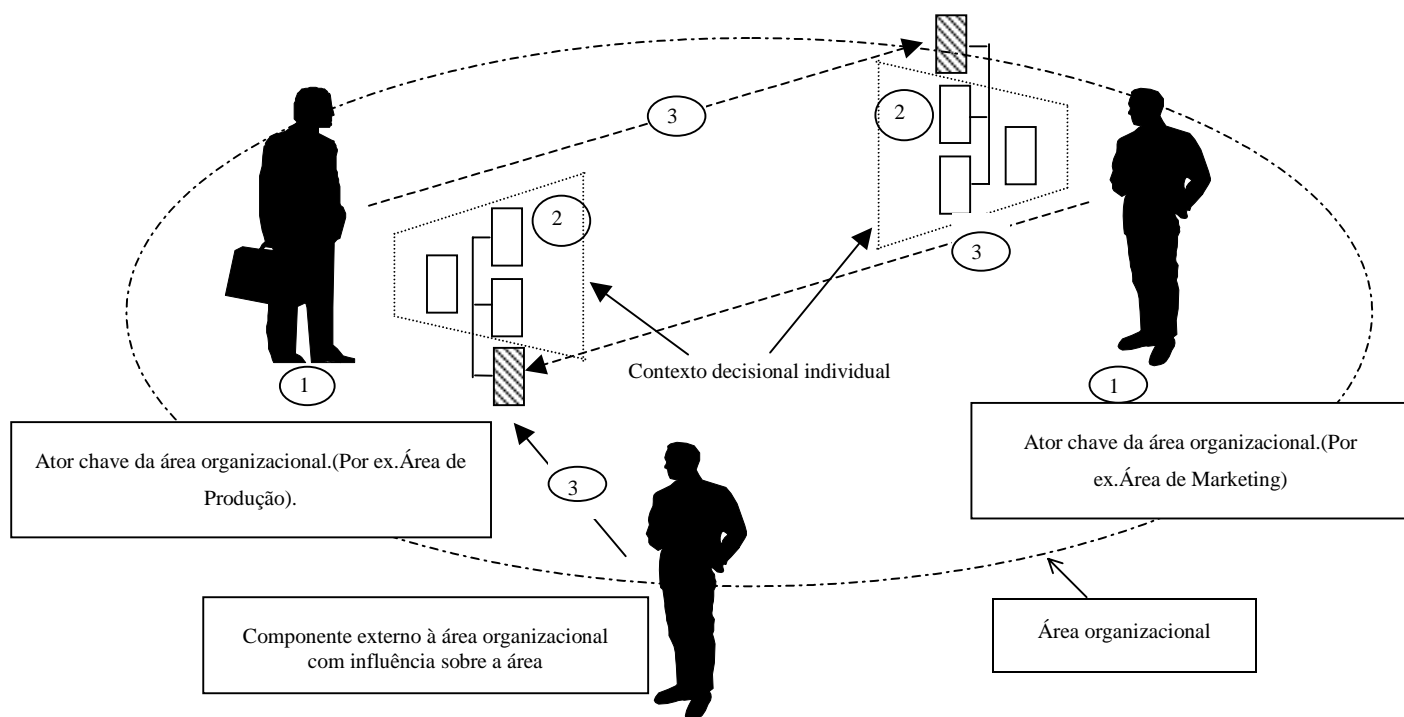 3
2
2
3
Contexto decisional individual
1
1
Ator chave da área organizacional.(Por ex.Área de
Produção).
Ator chave da área organizacional.(Por
ex.Área de Marketing)
3
Componente externo à área organizacional
com influência sobre a área
Área organizacional